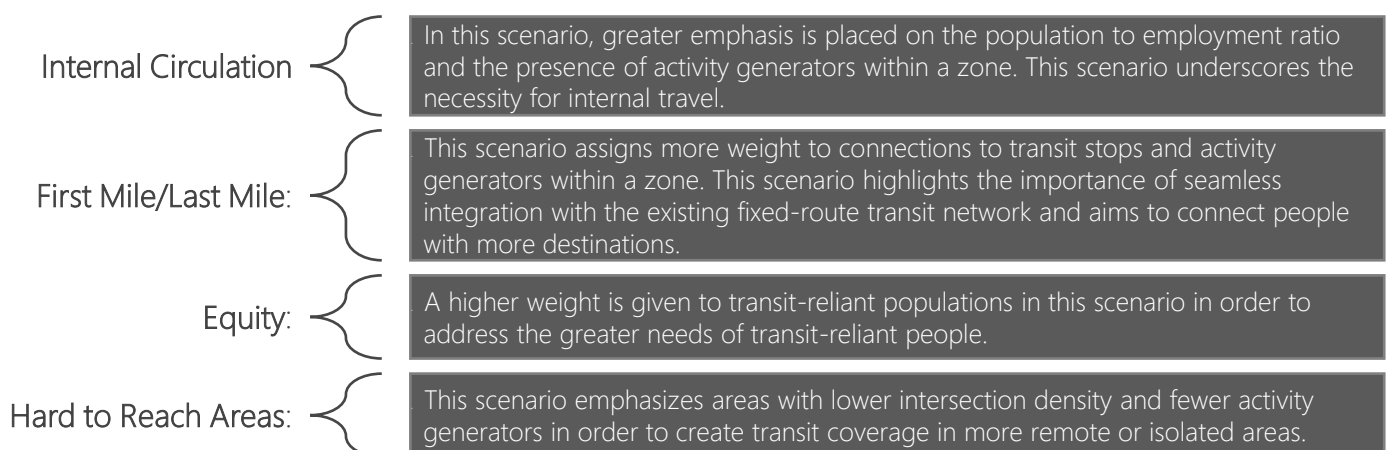 Internal Circulation
In this scenario, greater emphasis is placed on the population to employment ratio
and the presence of activity generators within a zone. This scenario underscores the
necessity for internal travel.
First Mile/Last Mile:
This scenario assigns more weight to connections to transit stops and activity
generators within a zone. This scenario highlights the importance of seamless
integration with the existing fixed-route transit network and aims to connect people
with more destinations.
Equity:
A higher weight is given to transit-reliant populations in this scenario in order to
address the greater needs of transit-reliant people.
Hard to Reach Areas:
This scenario emphasizes areas with lower intersection density and fewer activity
generators in order to create transit coverage in more remote or isolated areas.